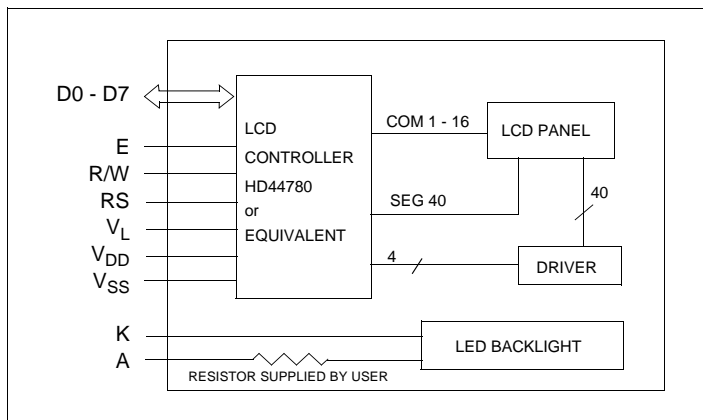 D0 - D7
E
R/W
RS
VL
VDD
VSS
K
A
LCD
CONTROLLER
HD44780
or
EQUIVALENT
COM 1 - 16
SEG 40
4
LCD PANEL
40
DRIVER
LED BACKLIGHT
RESISTOR SUPPLIED BY USER